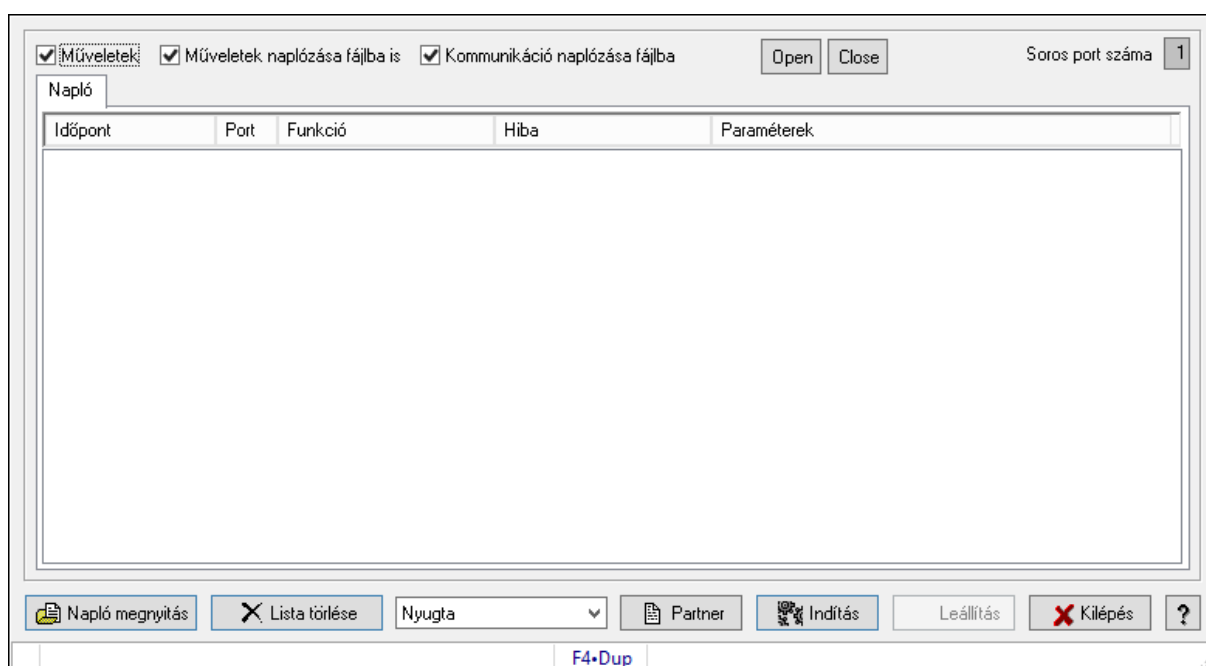 Műveletek Műveletek naplózása fájlba is Kommunikáció naplózása fájlba Open Close Soros port száma 1
Napló
Időpont Port Funkció Hiba Paraméterek
Napló megnyitás Lista törlése Nyugta Partner Indítás Leállítás Kilépés ?
F4•Dup